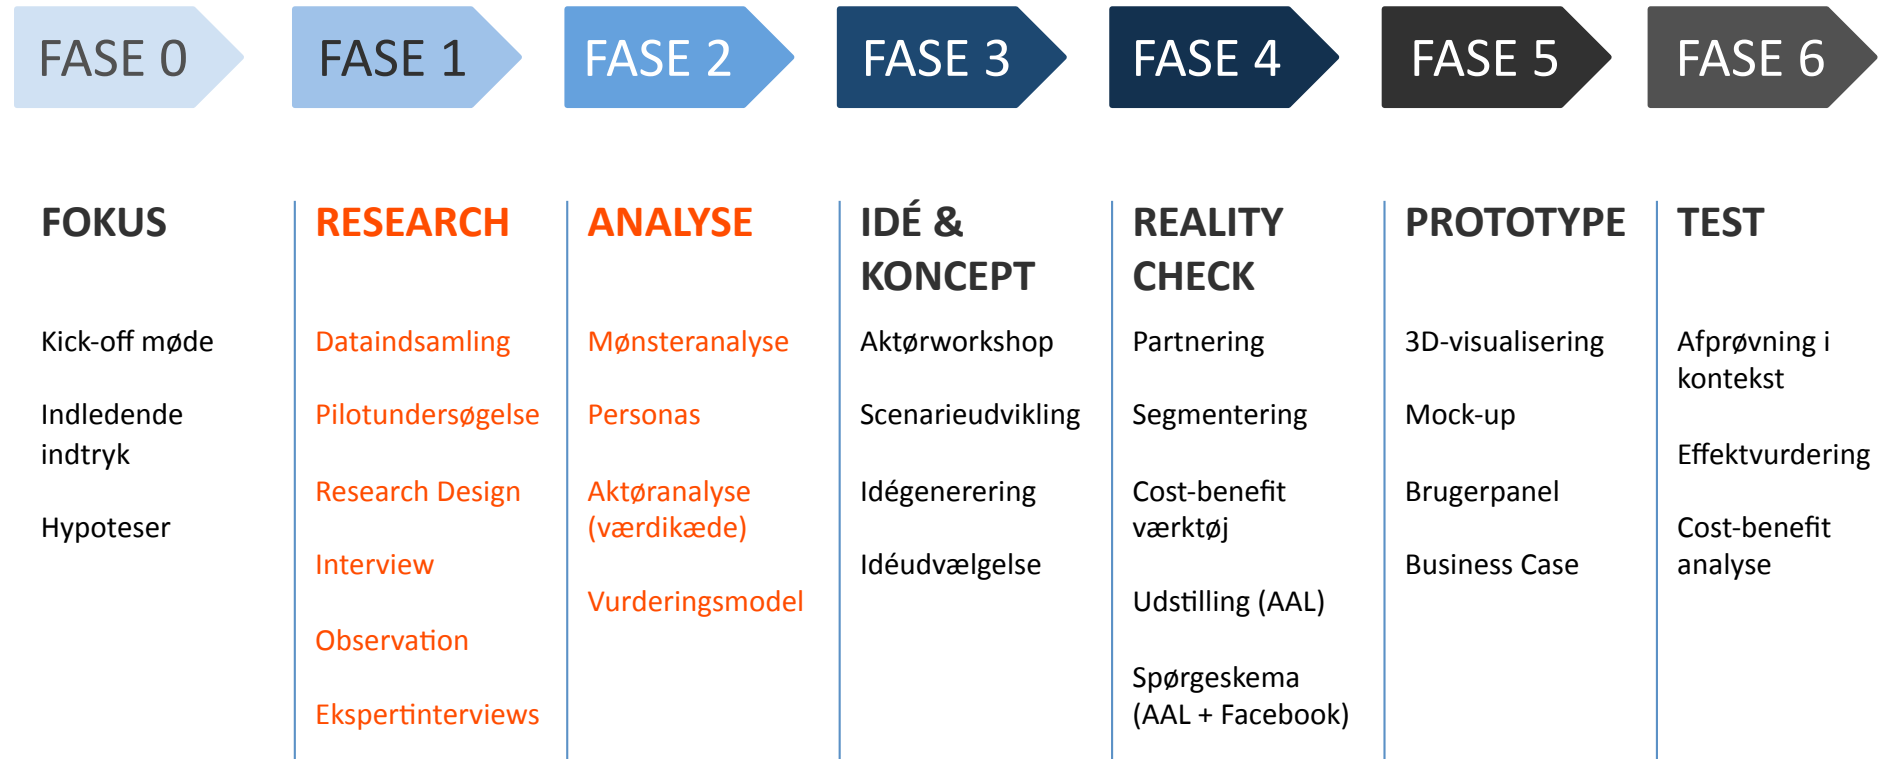 FASE 0
FASE 1
FASE 2
FASE 3
FASE 4
FASE 5
FASE 6
FOKUS
Kick-off møde
Indledende
indtryk
Hypoteser
RESEARCH
Dataindsamling
Pilotundersøgelse
Research Design
Interview
Observation
Ekspertinterviews
ANALYSE
Mønsteranalyse
Personas
Aktøranalyse
(værdikæde)
Vurderingsmodel
IDÉ &
KONCEPT
Aktørworkshop
Scenarieudvikling
Idégenerering
Idéudvælgelse
REALITY
CHECK
Partnering
Segmentering
Cost-benefit
værktøj
Udstilling (AAL)
Spørgeskema
(AAL + Facebook)
PROTOTYPE
3D-visualisering
Mock-up
Brugerpanel
Business Case
TEST
Afprøvning i
kontekst
Effektvurdering
Cost-benefit
analyse